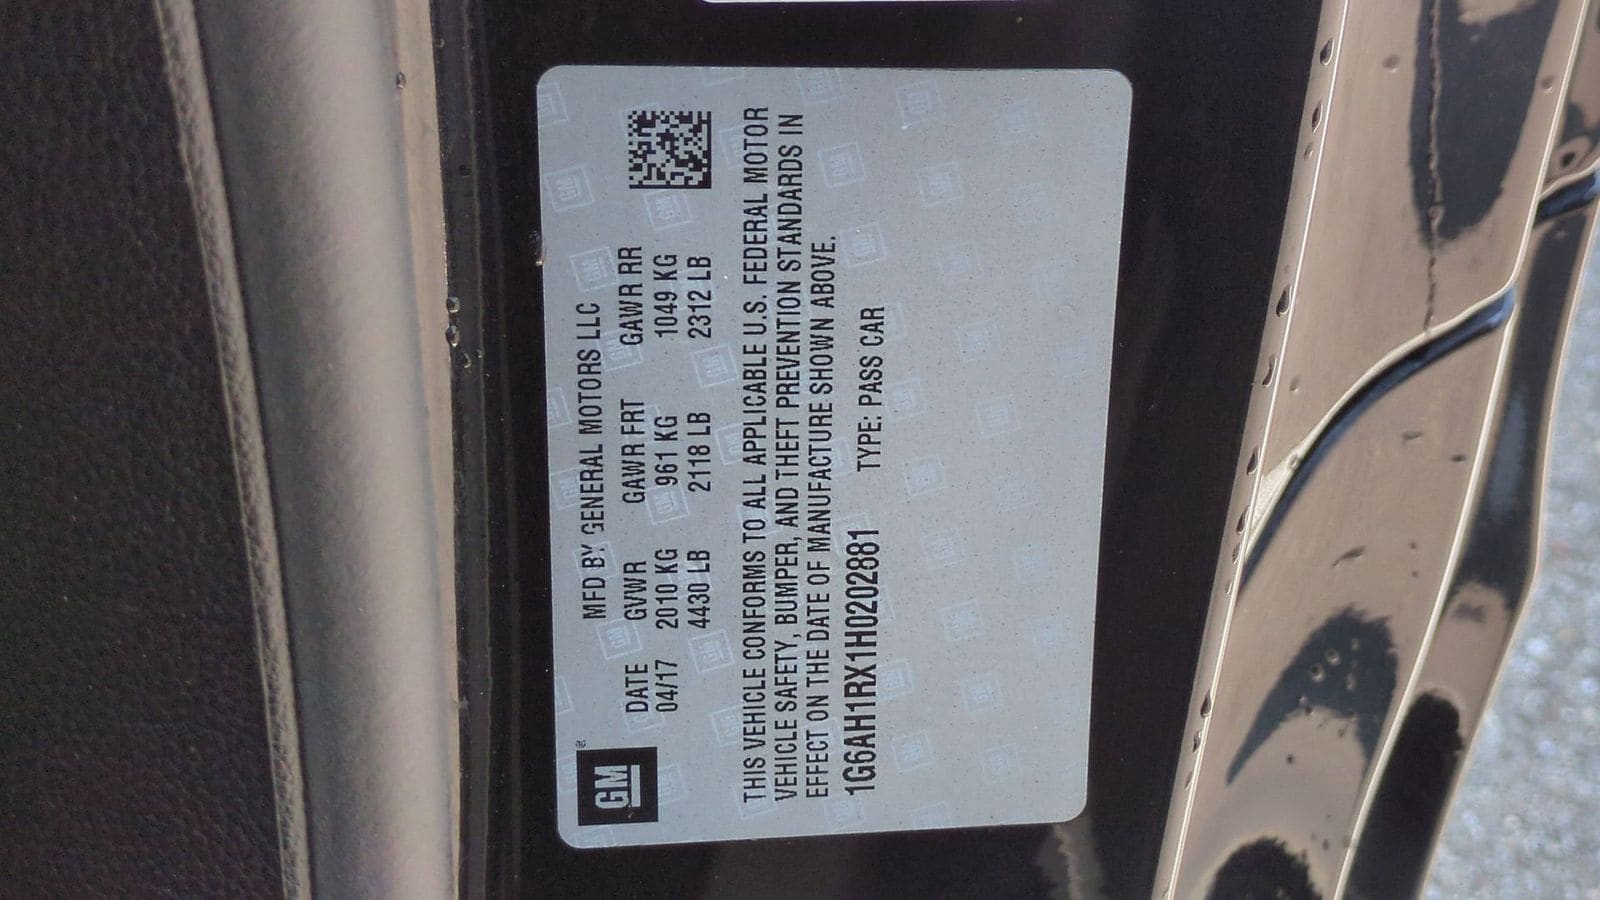 GM®
MFD BY GENERAL MOTORS LLC
DATE GVWR GAWR FRT GAWR RR
04/17 2010 KG 961 KG 1049 KG
4430 LB 2118 LB 2312 LB
THIS VEHICLE CONFORMS TO ALL APPLICABLE U.S. FEDERAL MOTOR
VEHICLE SAFETY, BUMPER, AND THEFT PREVENTION STANDARDS IN
EFFECT ON THE DATE OF MANUFACTURE SHOWN ABOVE.
1G6AH1RX1H0202881 TYPE: PASS CAR